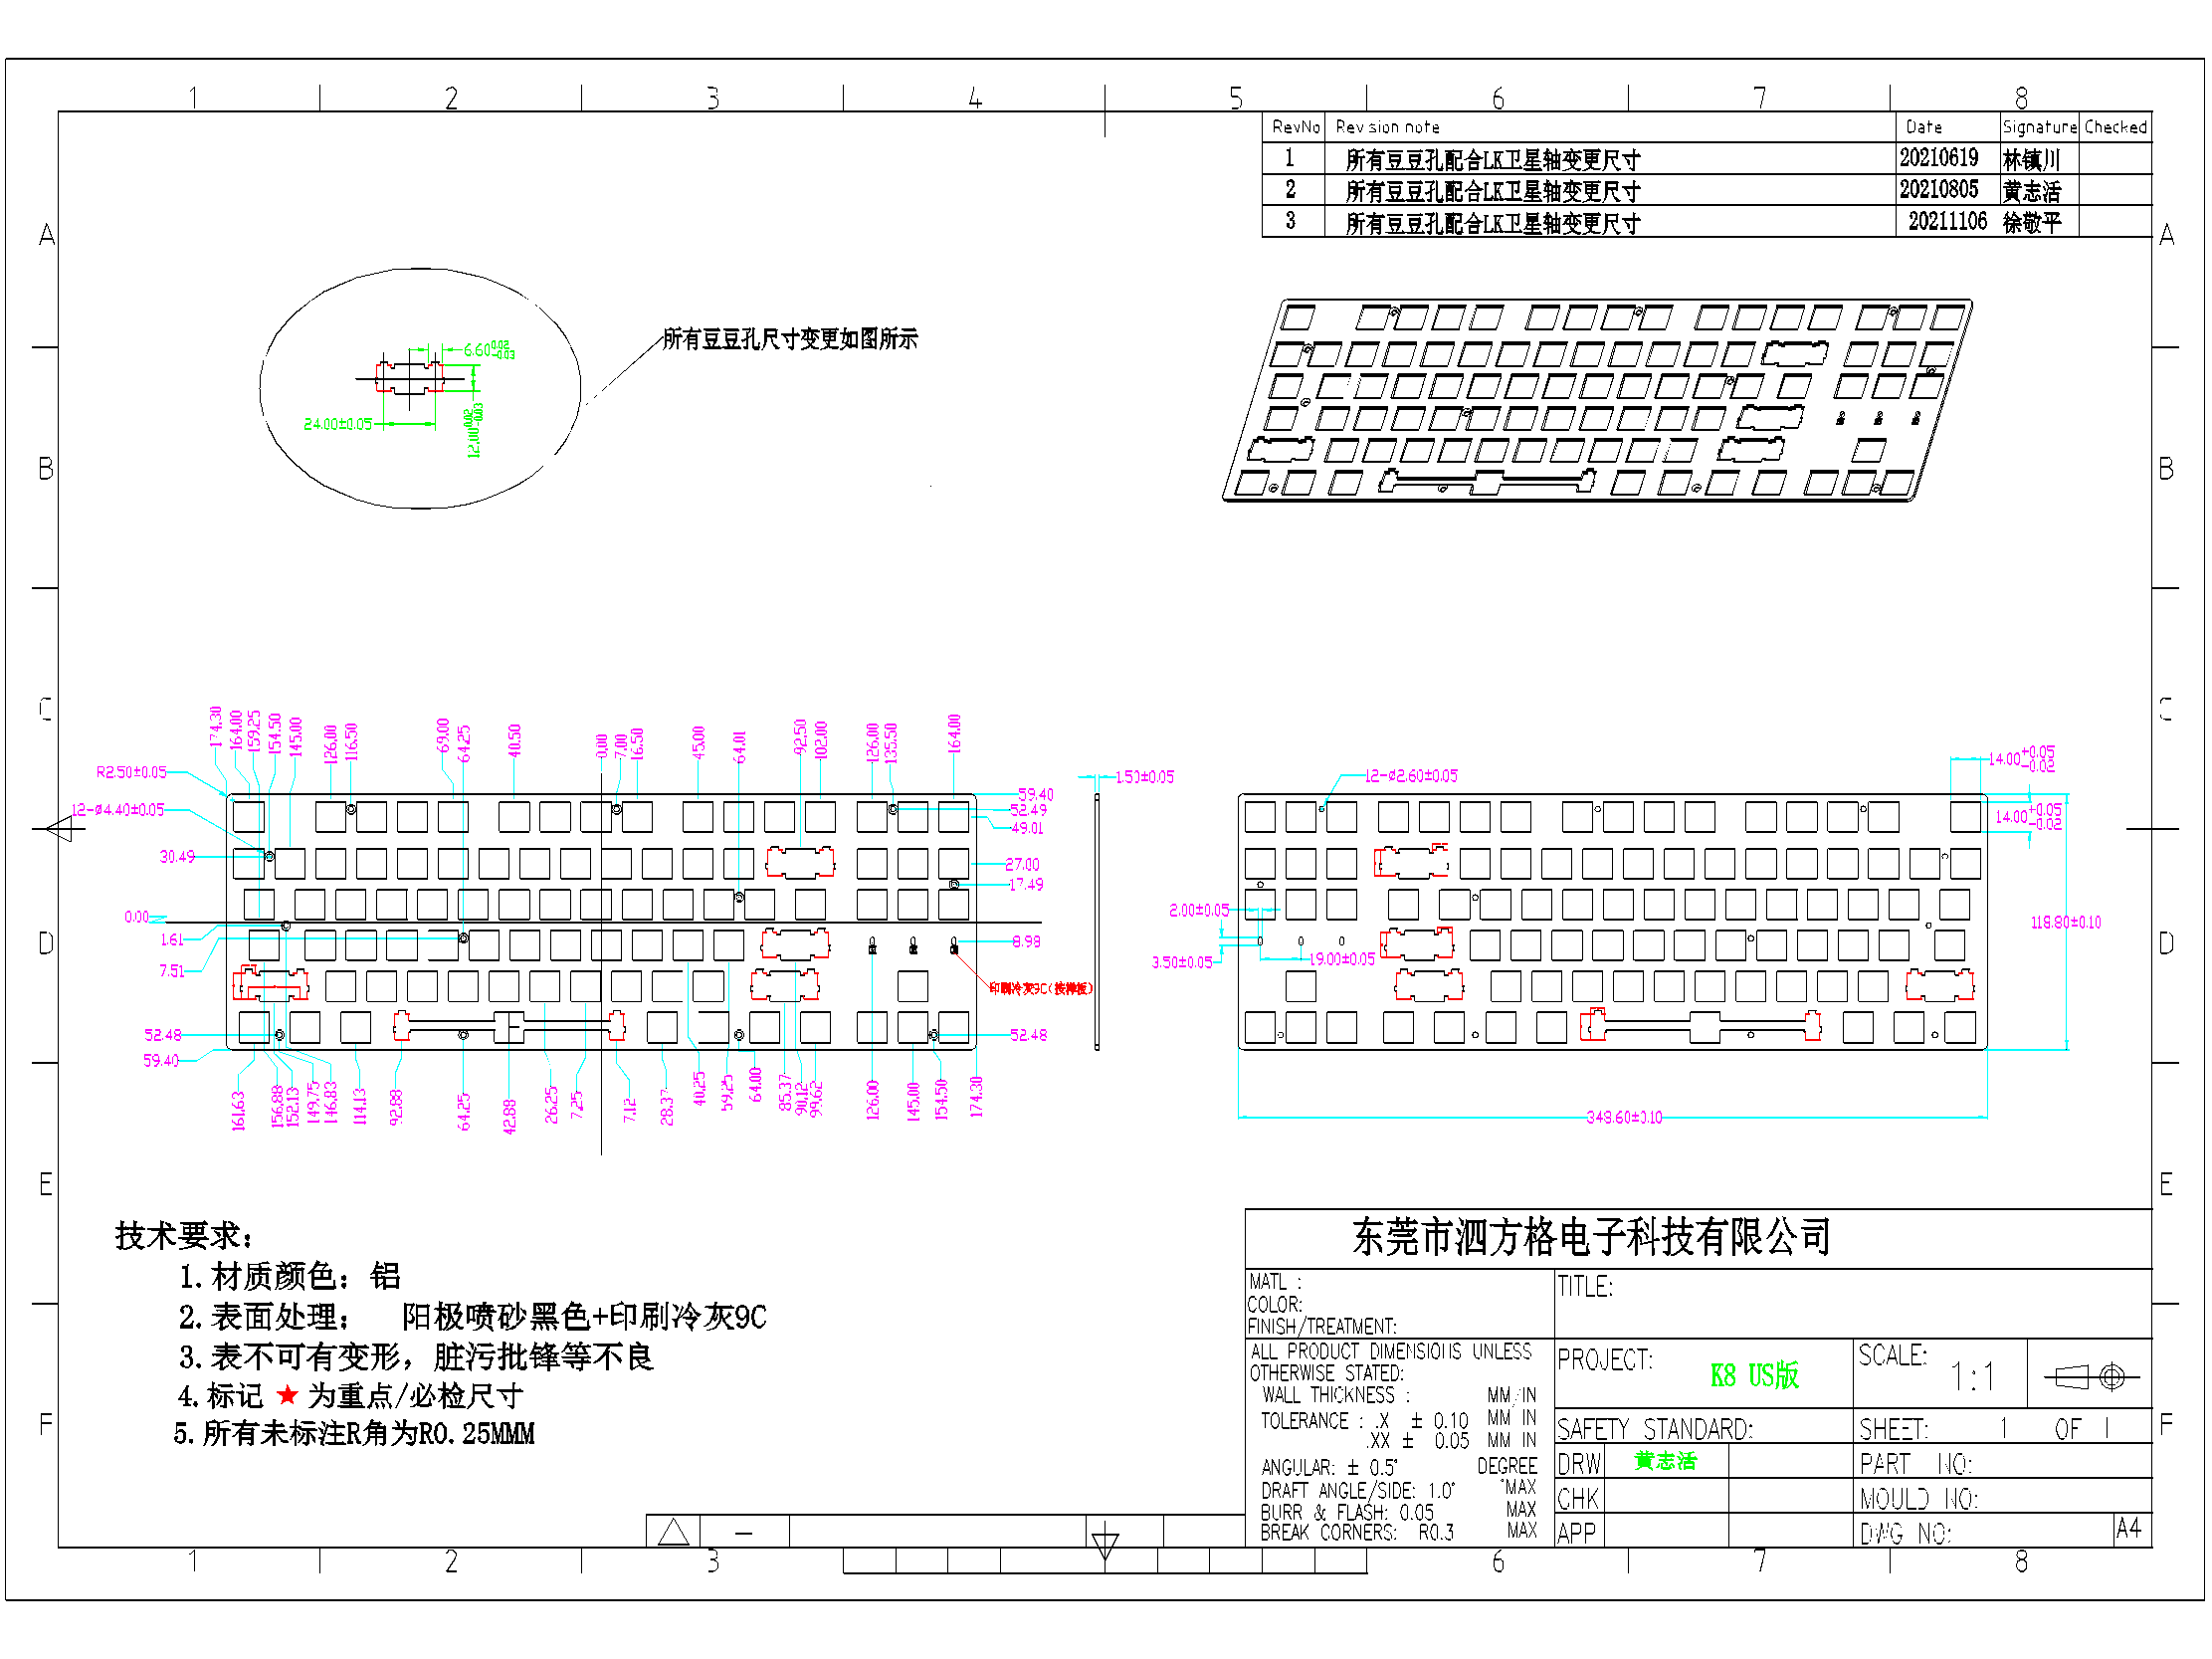 1 2 3 4 5 6 7 8
RevNo Revision note Date Signature Checked
1 所有豆豆孔配合LK卫星轴变更尺寸 20210619 林镇川
2 所有豆豆孔配合LK卫星轴变更尺寸 20210805 黄志活
3 所有豆豆孔配合LK卫星轴变更尺寸 20211106 徐敬平
A A
B B
C C
D D
E E
F F
所有豆豆孔尺寸变更如图所示
24.00±0.05
174.30 164.00 159.25 154.50 145.00 126.00 116.50 69.00 64.25 40.50 0.00 7.00 16.50 45.00 64.01 92.50 102.00 126.00 135.50 164.00
R2.50±0.05
12-Ø4.40±0.05
30.49
0.00
1.61
7.51
52.48
59.40
59.40
52.49
49.01
27.00
17.49
8.98
印刷冷灰9C(按样板)
52.48
161.63 156.88 152.13 149.75 146.83 114.13 92.88 64.25 42.88 26.25 7.25 7.12 28.37 40.25 59.25 64.00 85.37 90.12 99.62 126.00 145.00 154.50 174.30
1.50±0.05
12-Ø2.60±0.05
14.00+0.05-0.02
14.00+0.05-0.02
2.00±0.05
3.50±0.05
19.00±0.05
118.80±0.10
348.60±0.10
技术要求:
1.材质颜色: 铝
2.表面处理: 阳极喷砂黑色+印刷冷灰9C
3.表不可有变形, 脏污批锋等不良
4.标记 ★ 为重点/必检尺寸
5.所有未标注R角为R0.25MMM
东莞市泗方格电子科技有限公司
MATL :
COLOR:
FINISH/TREATMENT:
TITLE:
ALL PRODUCT DIMENSIONS UNLESS
OTHERWISE STATED:
WALL THICKNESS : MM/IN
TOLERANCE : .X ± 0.10 MM IN
.XX ± 0.05 MM IN
ANGULAR: ± 0.5° DEGREE
DRAFT ANGLE/SIDE: 1.0° °MAX
BURR & FLASH: 0.05 MAX
BREAK CORNERS: R0.3 MAX
PROJECT: K8 US版
SCALE: 1:1
SAFETY STANDARD:
SHEET: 1 OF 1
DRW 黄志活
PART NO:
CHK
MOULD NO:
APP
DWG NO:
A4
1 2 3 6 7 8